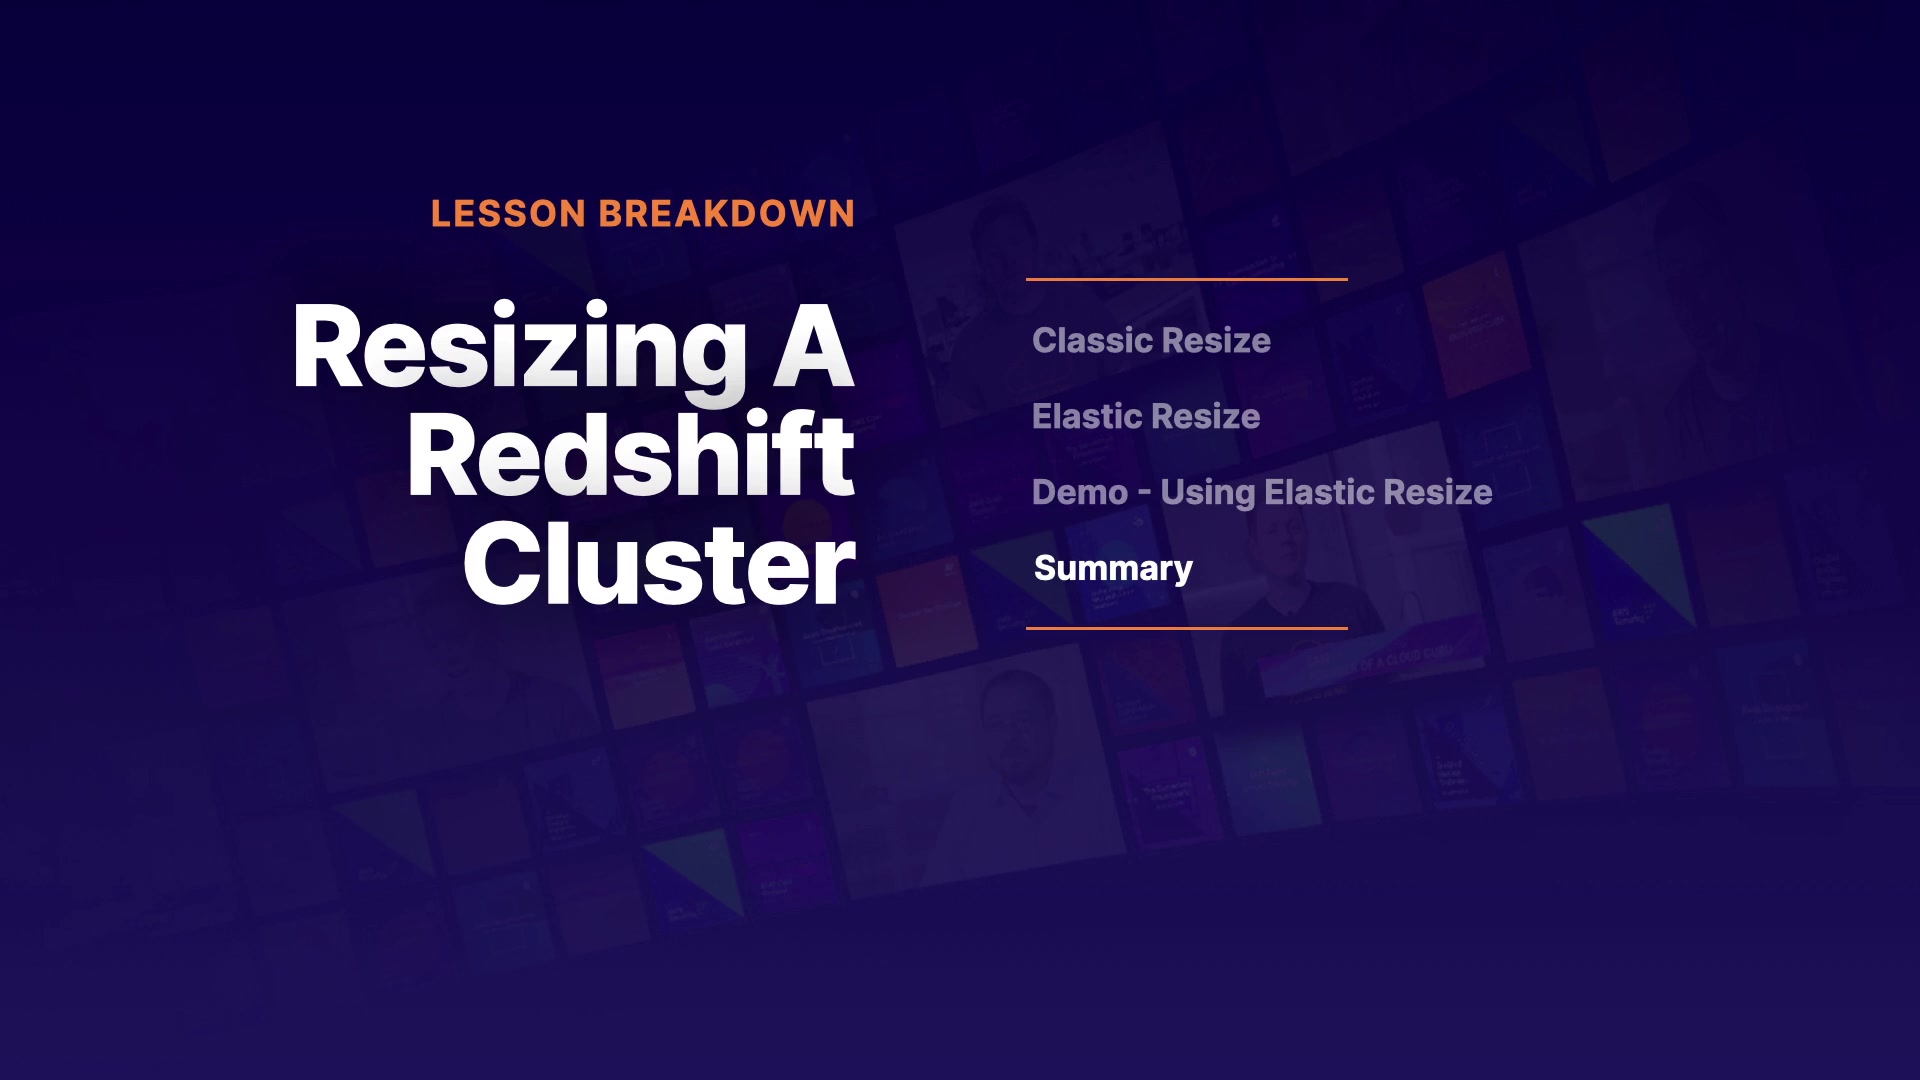 LESSON BREAKDOWN
Resizing A
Redshift
Cluster
Classic Resize
Elastic Resize
Demo - Using Elastic Resize
Summary